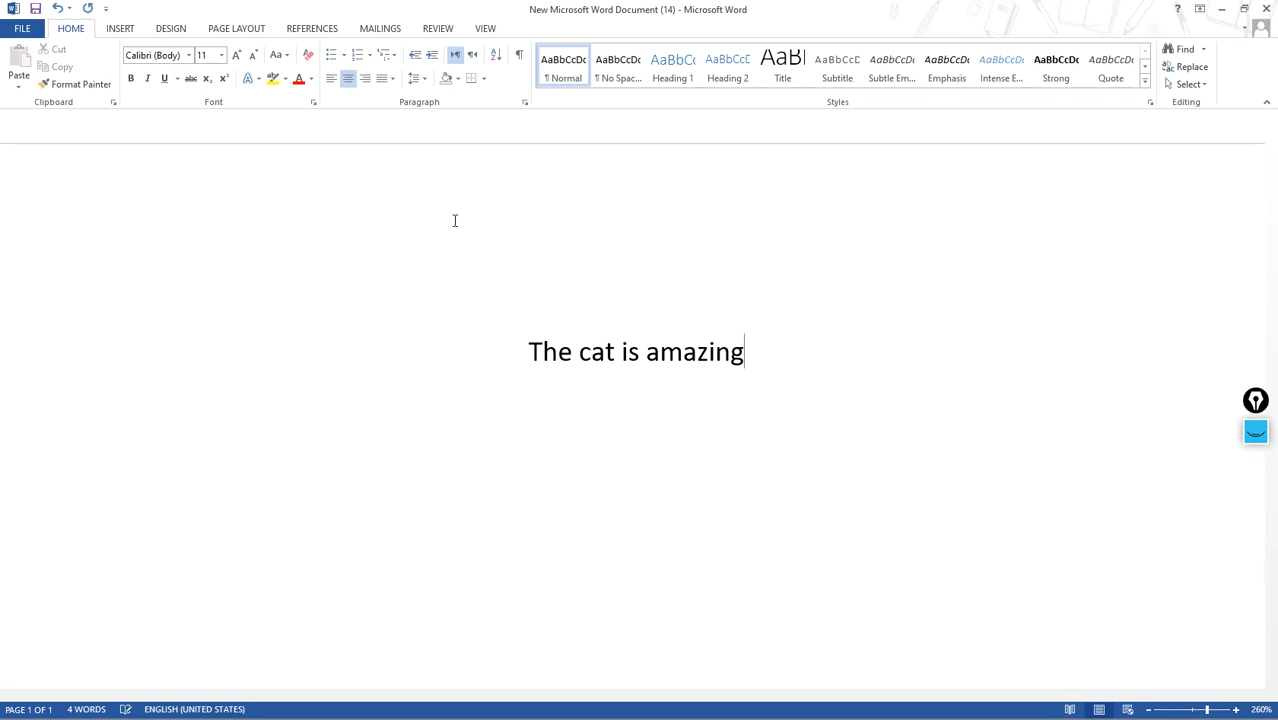 New Microsoft Word Document (14) - Microsoft Word
FILE HOME INSERT DESIGN PAGE LAYOUT REFERENCES MAILINGS REVIEW VIEW
Paste
Cut
Copy
Format Painter
Clipboard
Calibri (Body) 11
Font
Paragraph
AaBbCcDc AaBbCcDc AaBbCc AaBbCcC AaBl AaBbCcD AaBbCcDc AaBbCcDc AaBbCcDc AaBbCcDc AaBbCcDc
¶ Normal ¶ No Spac... Heading 1 Heading 2 Title Subtitle Subtle Em... Emphasis Intense E... Strong Quote
Styles
Find
Replace
Select
Editing
The cat is amazing
PAGE 1 OF 1 4 WORDS ENGLISH (UNITED STATES) 260%